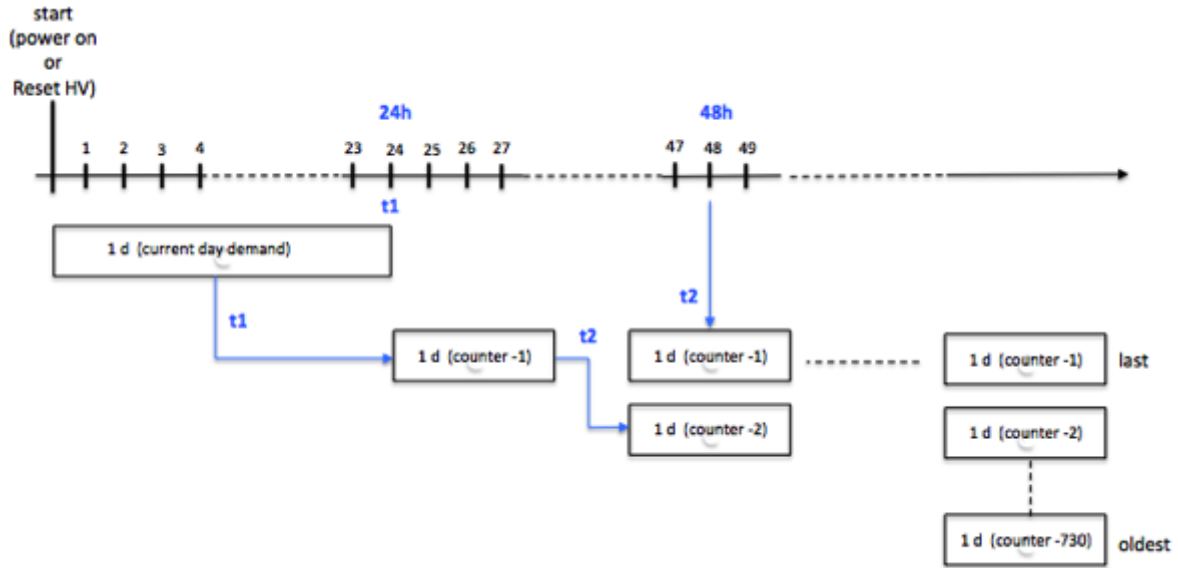 start
(power on
or
Reset HV)
24h 48h
1 2 3 4 23 24 25 26 27 47 48 49
t1
1 d (current day demand)
t2
t1 t2
1 d (counter -1) 1 d (counter -1) 1 d (counter -1) last
1 d (counter -2) 1 d (counter -2)
1 d (counter -730) oldest